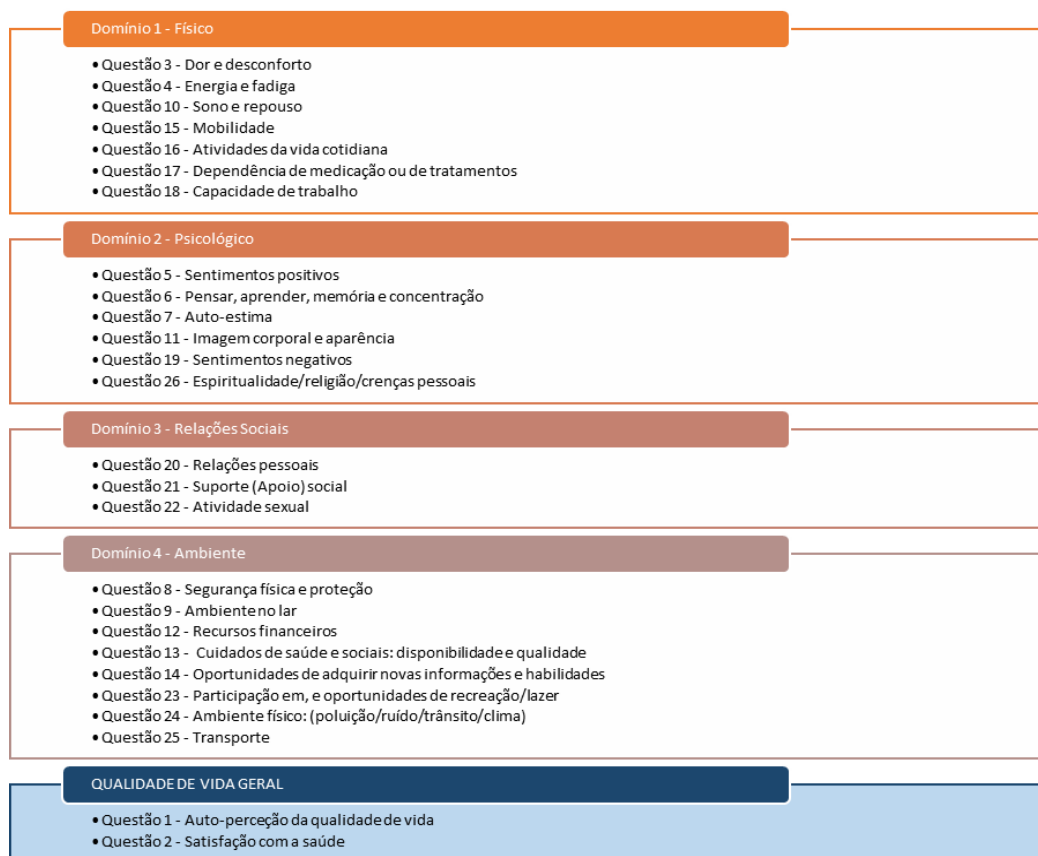 Domínio 1 - Físico
• Questão 3 - Dor e desconforto
• Questão 4 - Energia e fadiga
• Questão 10 - Sono e repouso
• Questão 15 - Mobilidade
• Questão 16 - Atividades da vida cotidiana
• Questão 17 - Dependência de medicação ou de tratamentos
• Questão 18 - Capacidade de trabalho
Domínio 2 - Psicológico
• Questão 5 - Sentimentos positivos
• Questão 6 - Pensar, aprender, memória e concentração
• Questão 7 - Auto-estima
• Questão 11 - Imagem corporal e aparência
• Questão 19 - Sentimentos negativos
• Questão 26 - Espiritualidade/religião/crenças pessoais
Domínio 3 - Relações Sociais
• Questão 20 - Relações pessoais
• Questão 21 - Suporte (Apoio) social
• Questão 22 - Atividade sexual
Domínio 4 - Ambiente
• Questão 8 - Segurança física e proteção
• Questão 9 - Ambiente no lar
• Questão 12 - Recursos financeiros
• Questão 13 - Cuidados de saúde e sociais: disponibilidade e qualidade
• Questão 14 - Oportunidades de adquirir novas informações e habilidades
• Questão 23 - Participação em, e oportunidades de recreação/lazer
• Questão 24 - Ambiente físico: (poluição/ruído/trânsito/clima)
• Questão 25 - Transporte
QUALIDADE DE VIDA GERAL
• Questão 1 - Auto-perceção da qualidade de vida
• Questão 2 - Satisfação com a saúde